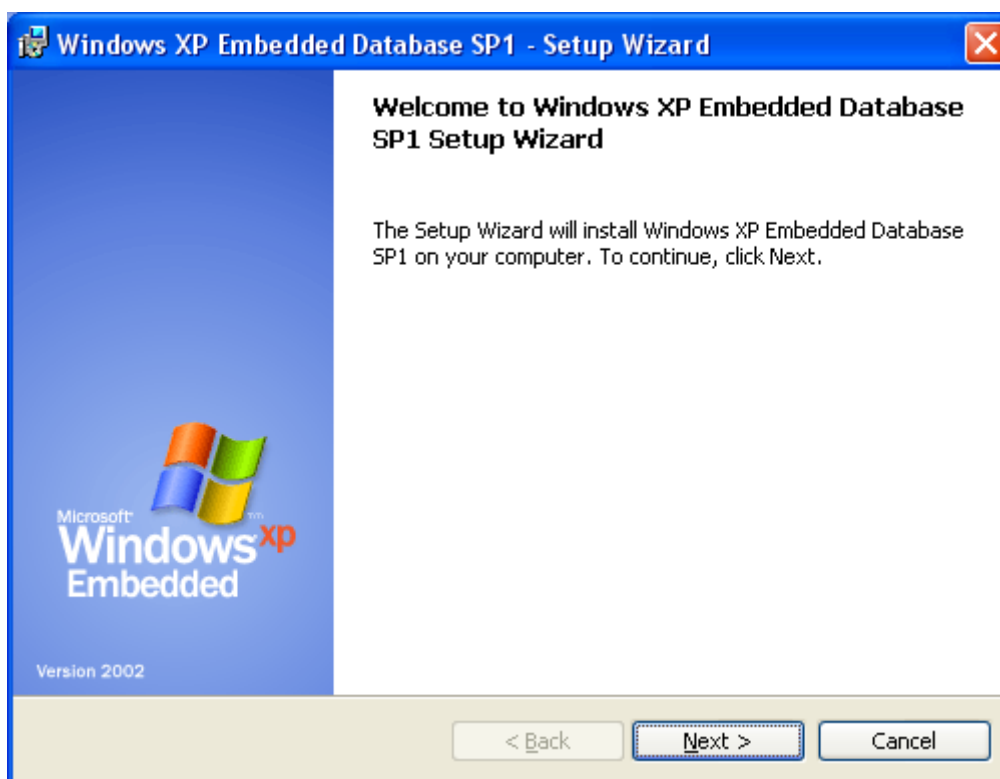 Windows XP Embedded Database SP1 - Setup Wizard
Welcome to Windows XP Embedded Database
SP1 Setup Wizard
The Setup Wizard will install Windows XP Embedded Database
SP1 on your computer. To continue, click Next.
Microsoft
Windows xp
Embedded
Version 2002
< Back
Next >
Cancel